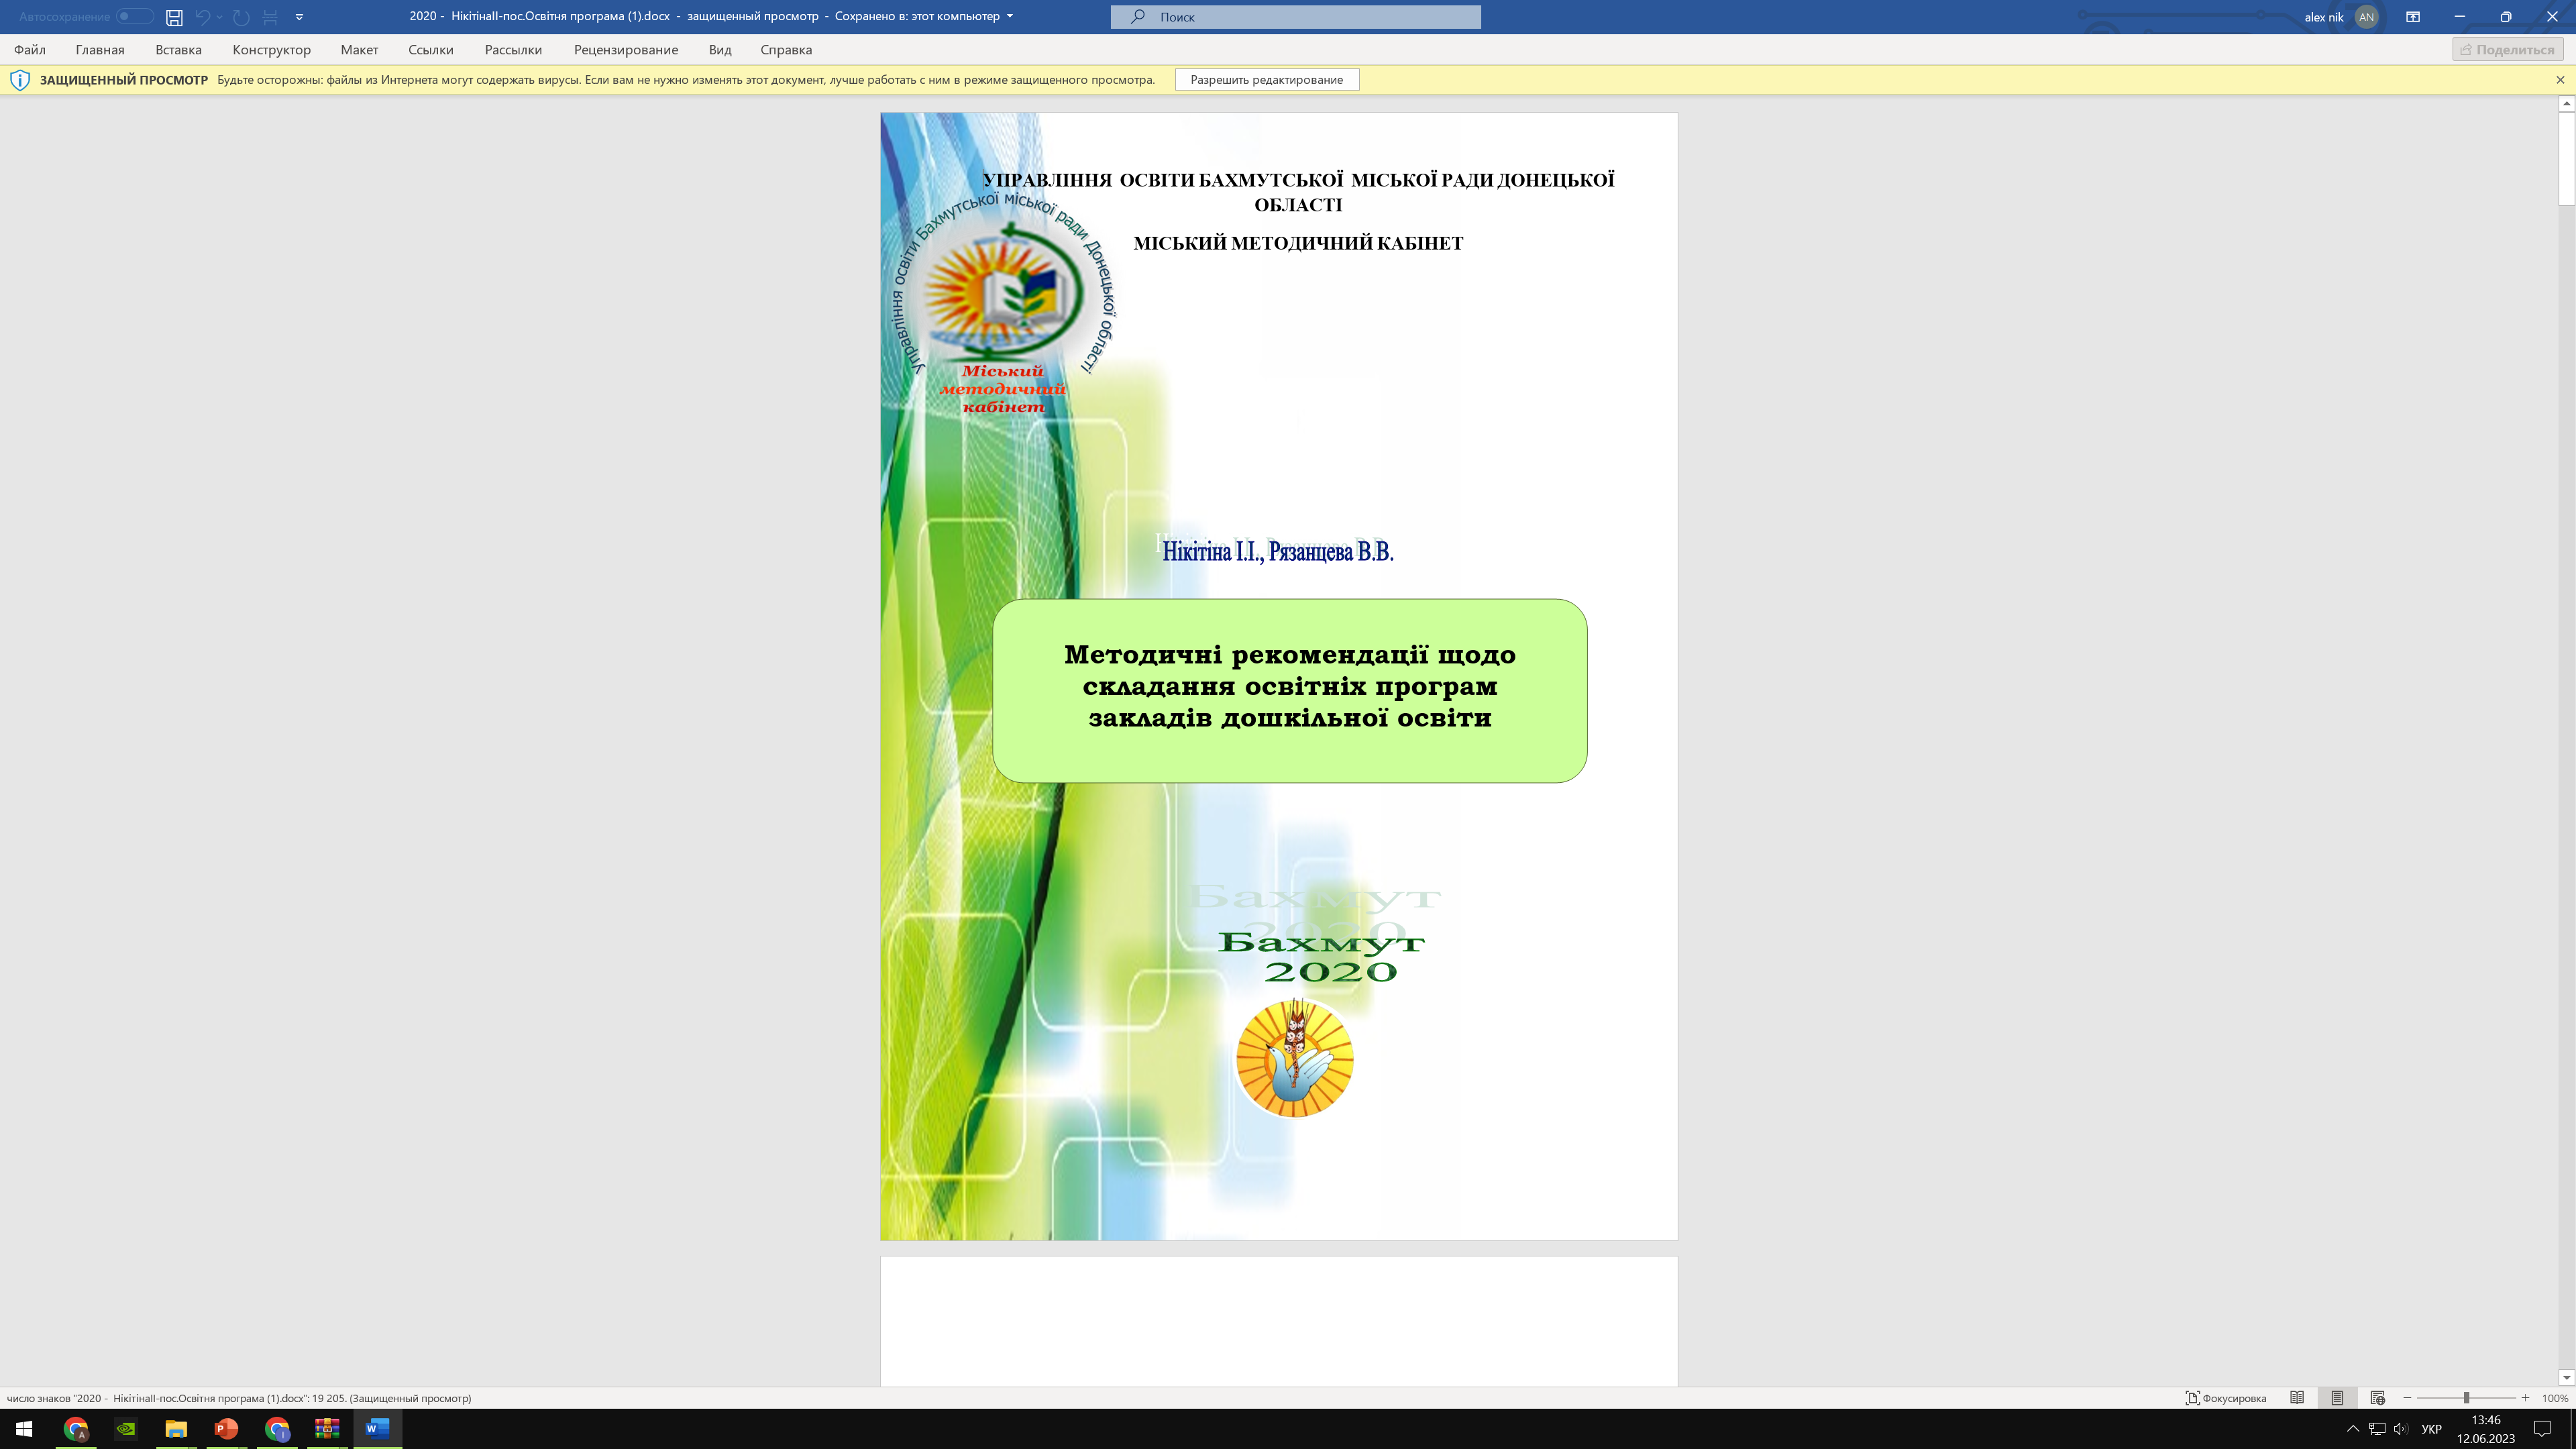 Автосохранение
2020 - НікітінаІІ-пос.Освітня програма (1).docx - защищенный просмотр - Сохранено в: этот компьютер
Поиск
alex nik
AN
Файл Главная Вставка Конструктор Макет Ссылки Рассылки Рецензирование Вид Справка
Поделиться
ЗАЩИЩЕННЫЙ ПРОСМОТР Будьте осторожны: файлы из Интернета могут содержать вирусы. Если вам не нужно изменять этот документ, лучше работать с ним в режиме защищенного просмотра.
Разрешить редактирование
УПРАВЛІННЯ ОСВІТИ БАХМУТСЬКОЇ МІСЬКОЇ РАДИ ДОНЕЦЬКОЇ
ОБЛАСТІ
МІСЬКИЙ МЕТОДИЧНИЙ КАБІНЕТ
Управління освіти Бахмутської міської ради Донецької області
Міський
методичний
кабінет
Нікітіна І.І., Рязанцева В.В.
Методичні рекомендації щодо
складання освітніх програм
закладів дошкільної освіти
Бахмут
2020
число знаков "2020 - НікітінаІІ-пос.Освітня програма (1).docx": 19 205. (Защищенный просмотр)
Фокусировка
100%
УКР
13:46
12.06.2023